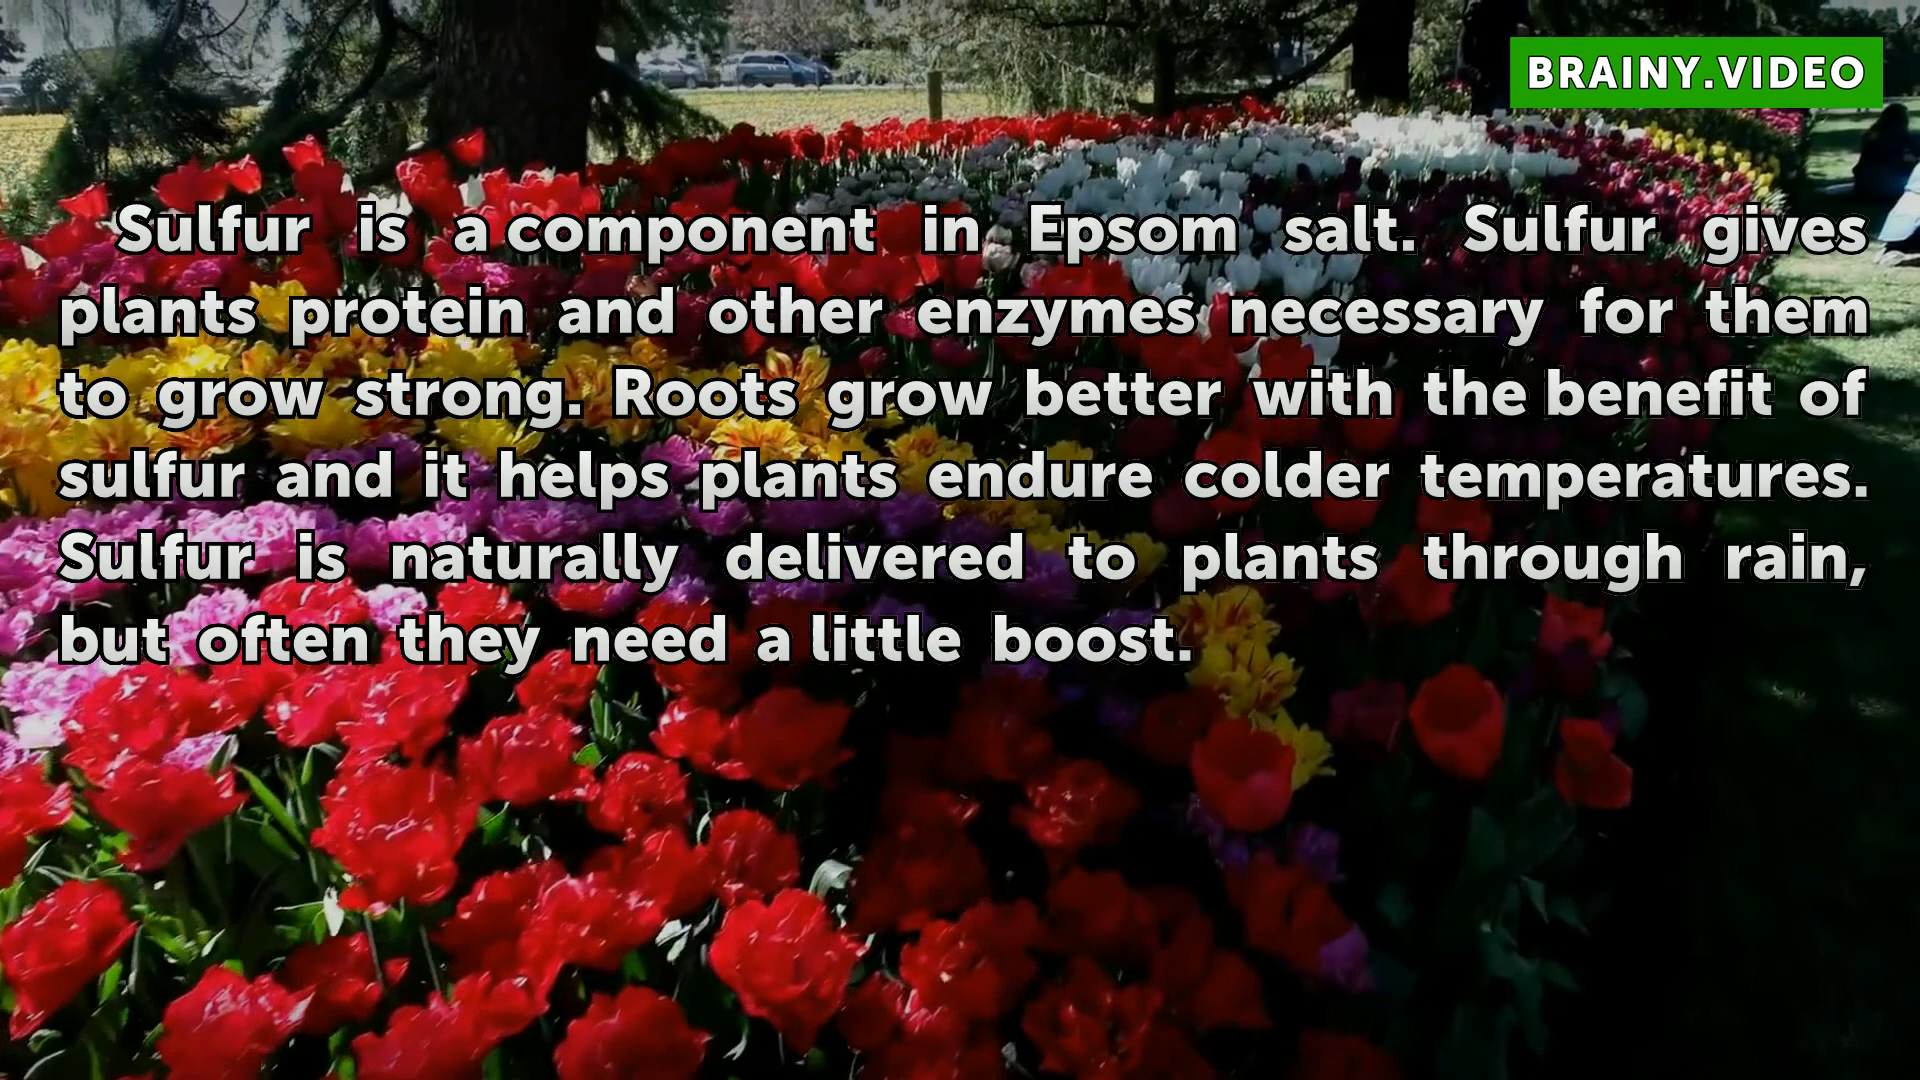 BRAINY.VIDEO
Sulfur is a component in Epsom salt. Sulfur gives
plants protein and other enzymes necessary for them
to grow strong. Roots grow better with the benefit of
sulfur and it helps plants endure colder temperatures.
Sulfur is naturally delivered to plants through rain,
but often they need a little boost.